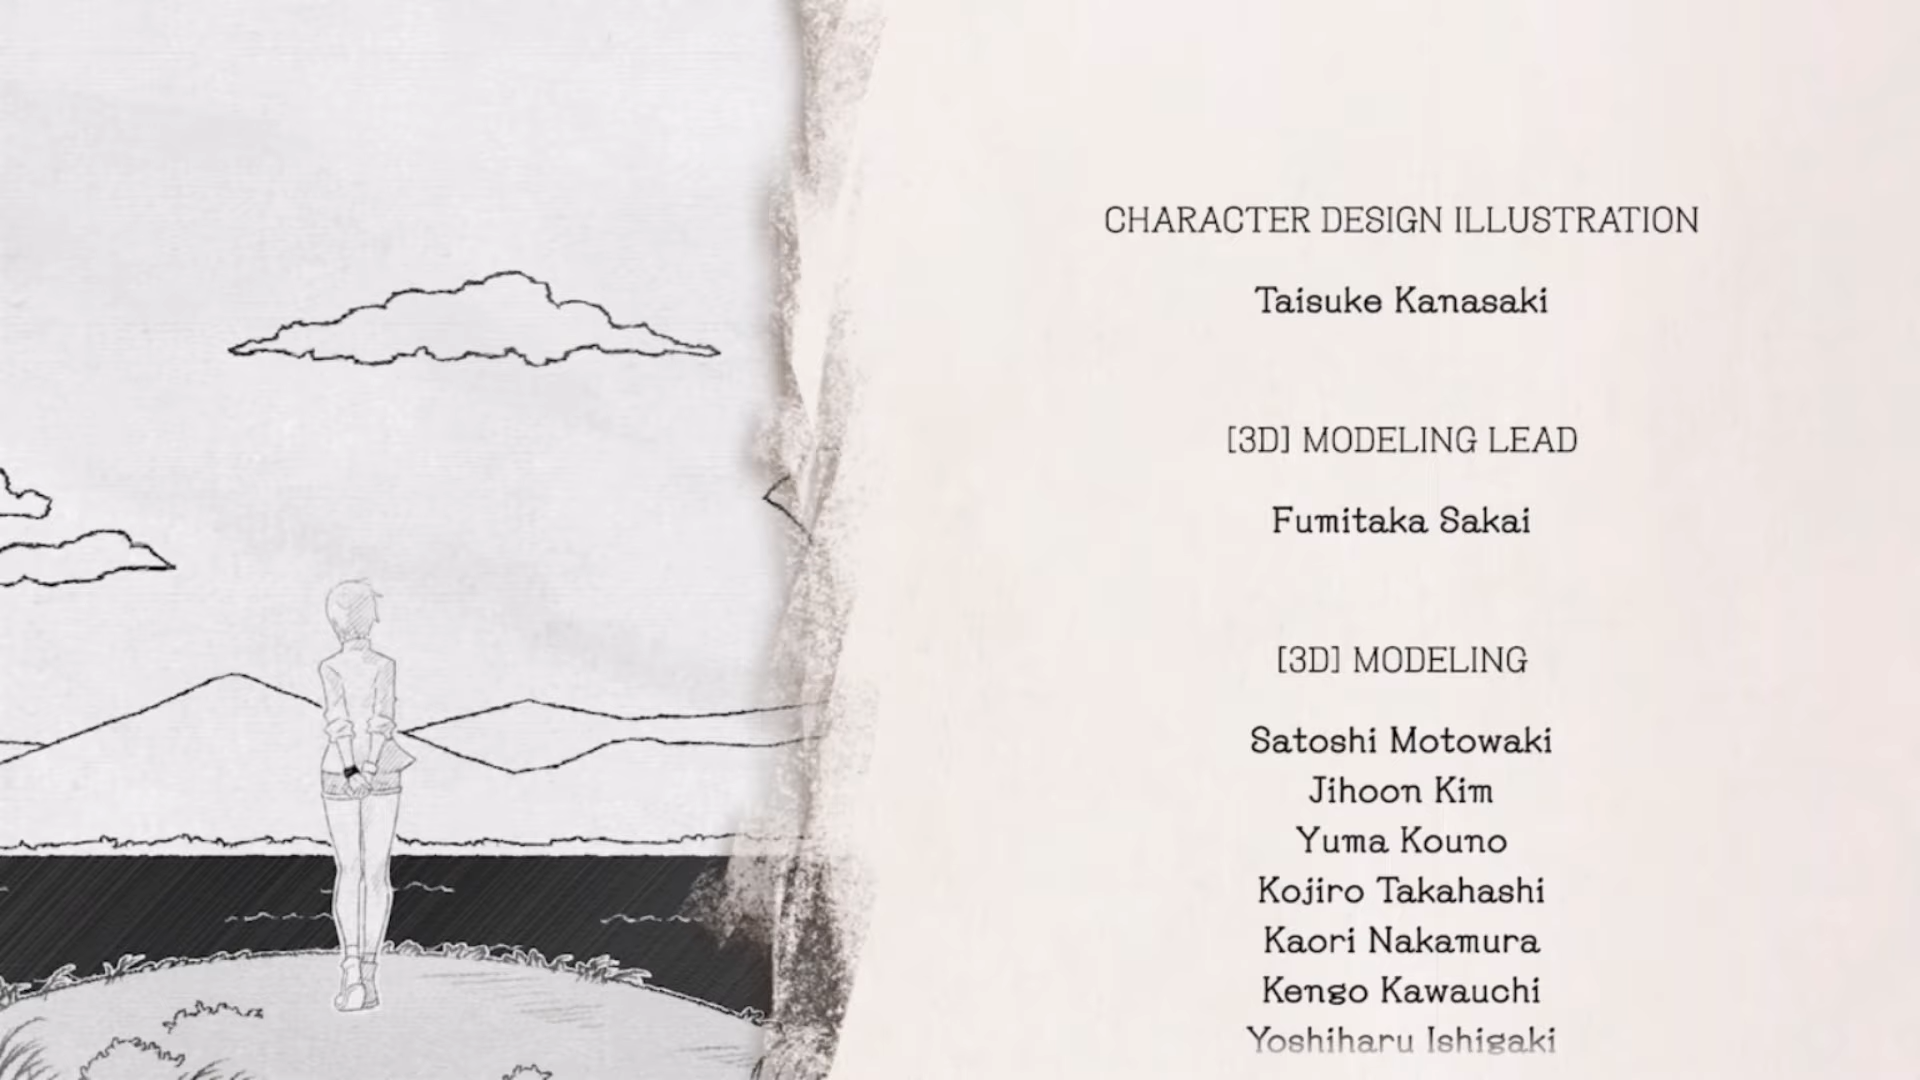 CHARACTER DESIGN ILLUSTRATION
Taisuke Kanasaki
[3D] MODELING LEAD
Fumitaka Sakai
[3D] MODELING
Satoshi Motowaki
Jihoon Kim
Yuma Kouno
Kojiro Takahashi
Kaori Nakamura
Kengo Kawauchi
Yoshiharu Ishigaki